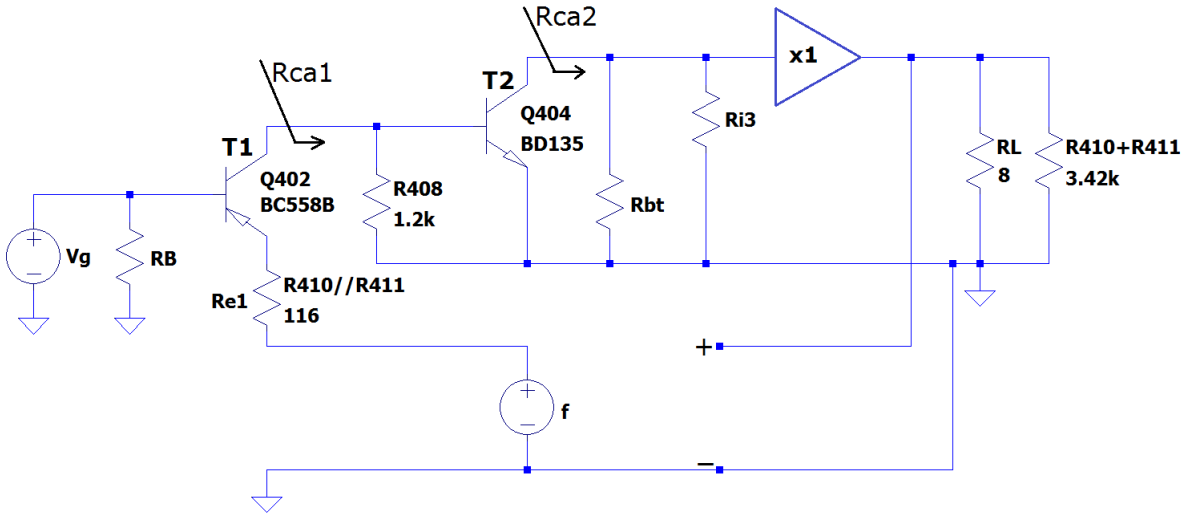 Rca2
x1
Rca1
T2
Q404
BD135
Ri3
RL
8
R410+R411
3.42k
T1
Q402
BC558B
R408
1.2k
Rbt
Vg
RB
Re1
R410//R411
116
+
f
−